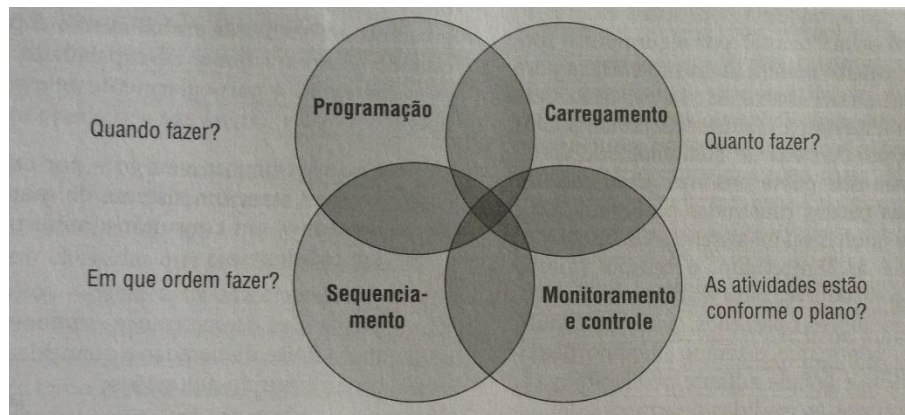 Programação
Carregamento
Quando fazer?
Quanto fazer?
Em que ordem fazer?
Sequencia-
mento
Monitoramento
e controle
As atividades estão
conforme o plano?